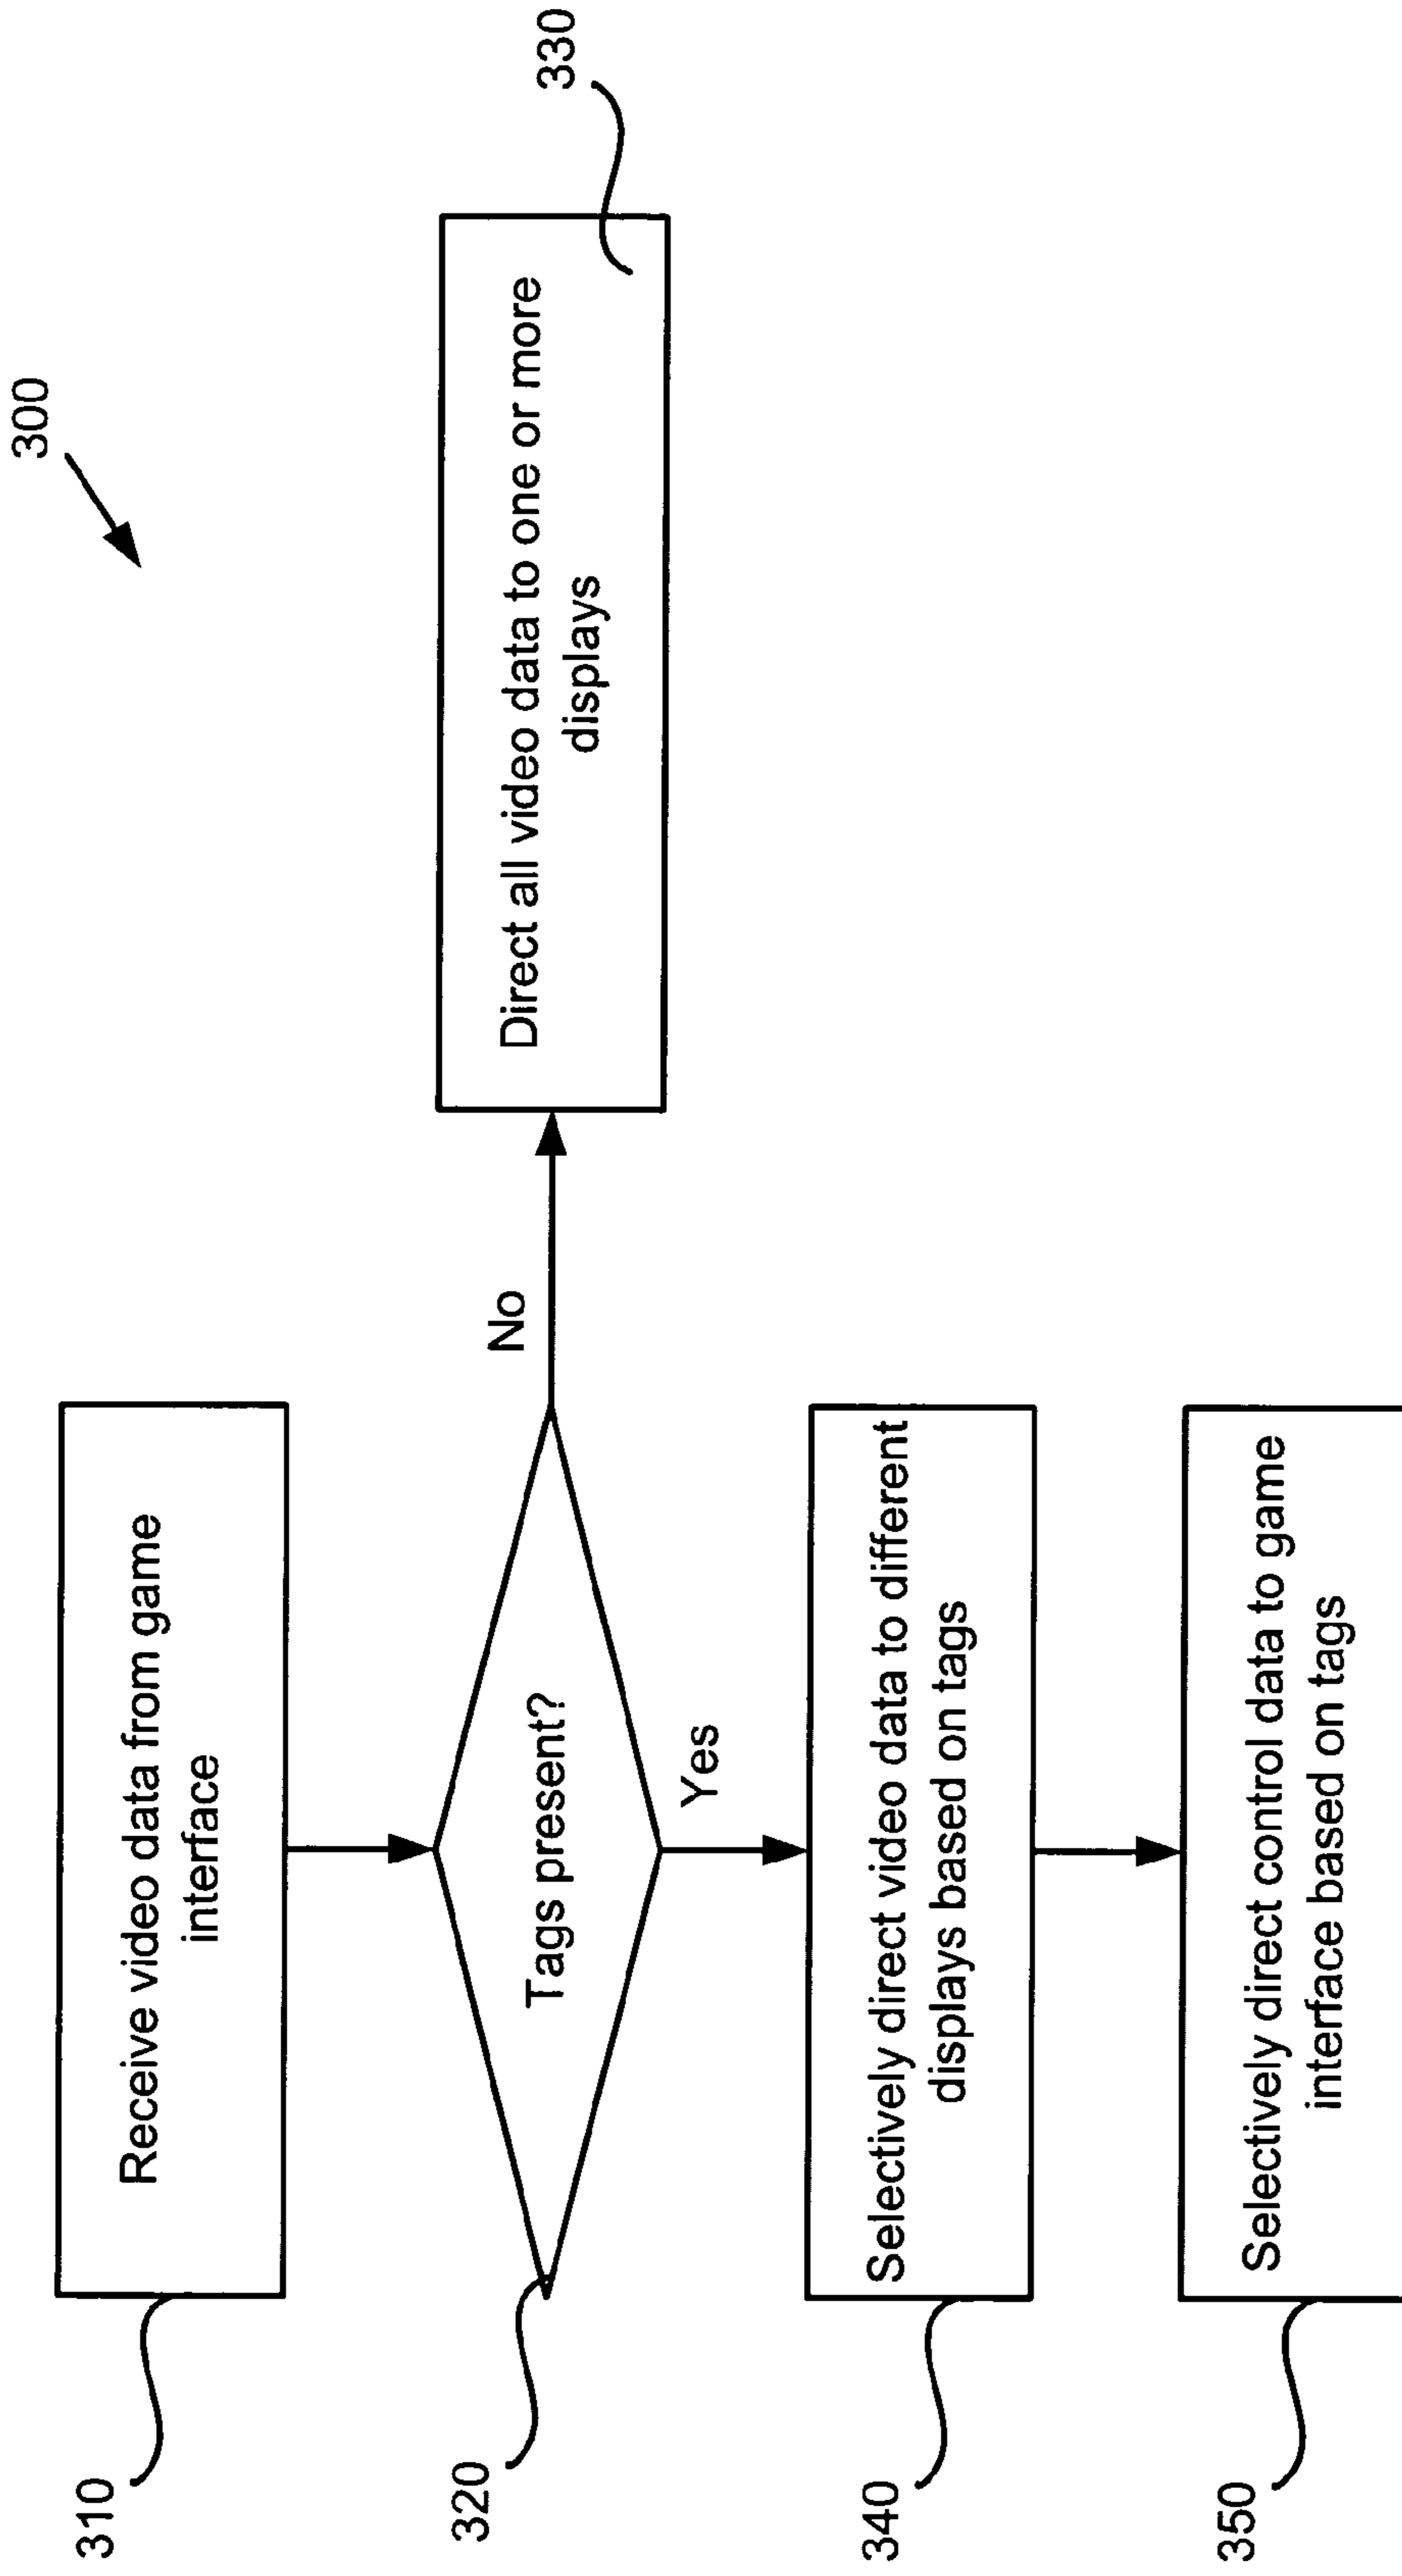 300
310
Receive video data from game
interface
320
Tags present?
No
Direct all video data to one or more
displays
330
Yes
340
Selectively direct video data to different
displays based on tags
350
Selectively direct control data to game
interface based on tags